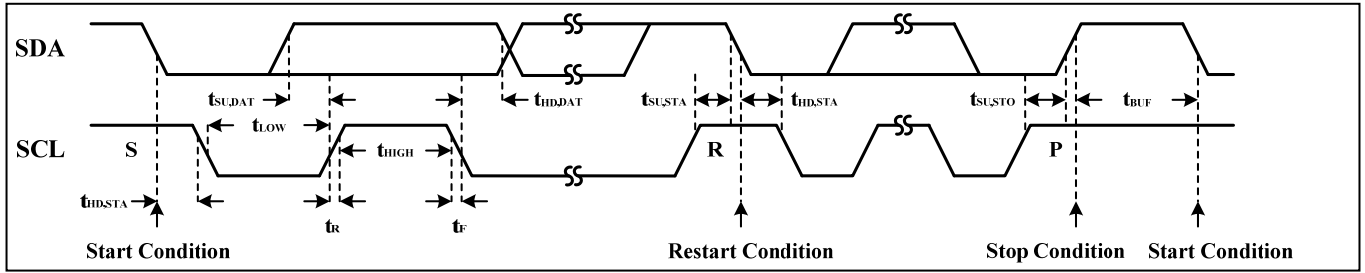 SDA
tSU,DAT
tHD,DAT
tSU,STA
tHD,STA
tSU,STO
tBUF
tLOW
SCL
S
tHIGH
R
P
tHD,STA
tR
tF
Start Condition
Restart Condition
Stop Condition
Start Condition